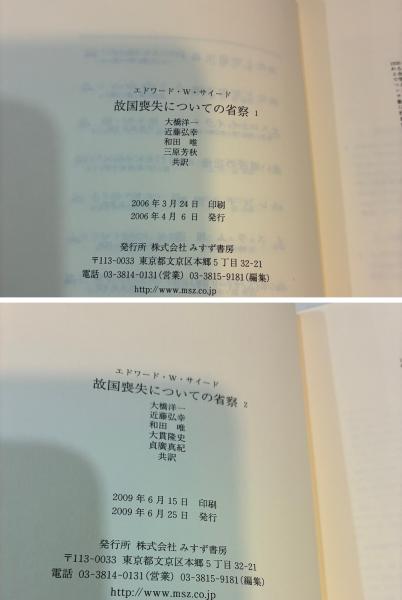 エドワード・W・サイード
故国喪失についての省察 1
大橋洋一
近藤弘幸
和田 唯
三原芳秋
共訳
2006年3月24日 印刷
2006年4月6日 発行
発行所 株式会社 みすず書房
〒113-0033 東京都文京区本郷5丁目32-21
電話 03-3814-0131(営業) 03-3815-9181(編集)
http://www.msz.co.jp
エドワード・W・サイード
故国喪失についての省察 2
大橋洋一
近藤弘幸
和田 唯
大貫隆史
貞廣真紀
共訳
2009年6月15日 印刷
2009年6月25日 発行
発行所 株式会社 みすず書房
〒113-0033 東京都文京区本郷5丁目32-21
電話 03-3814-0131(営業) 03-3815-9181(編集)
http://www.msz.co.jp